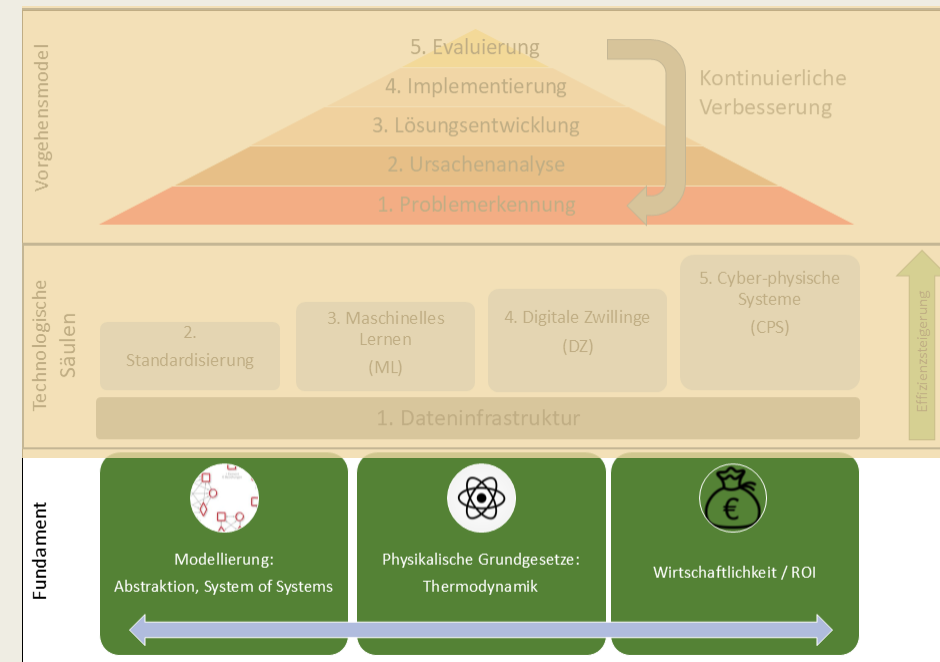 Vorgehensmodel
5. Evaluierung
4. Implementierung
3. Lösungsentwicklung
2. Ursachenanalyse
1. Problemerkennung
Kontinuierliche
Verbesserung
Technologische
Säulen
2.
Standardisierung
3. Maschinelles
Lernen
(ML)
4. Digitale Zwillinge
(DZ)
5. Cyber-physische
Systeme
(CPS)
1. Dateninfrastruktur
Effizienzsteigerung
Fundament
Modellierung:
Abstraktion, System of Systems
Physikalische Grundgesetze:
Thermodynamik
€
Wirtschaftlichkeit / ROI